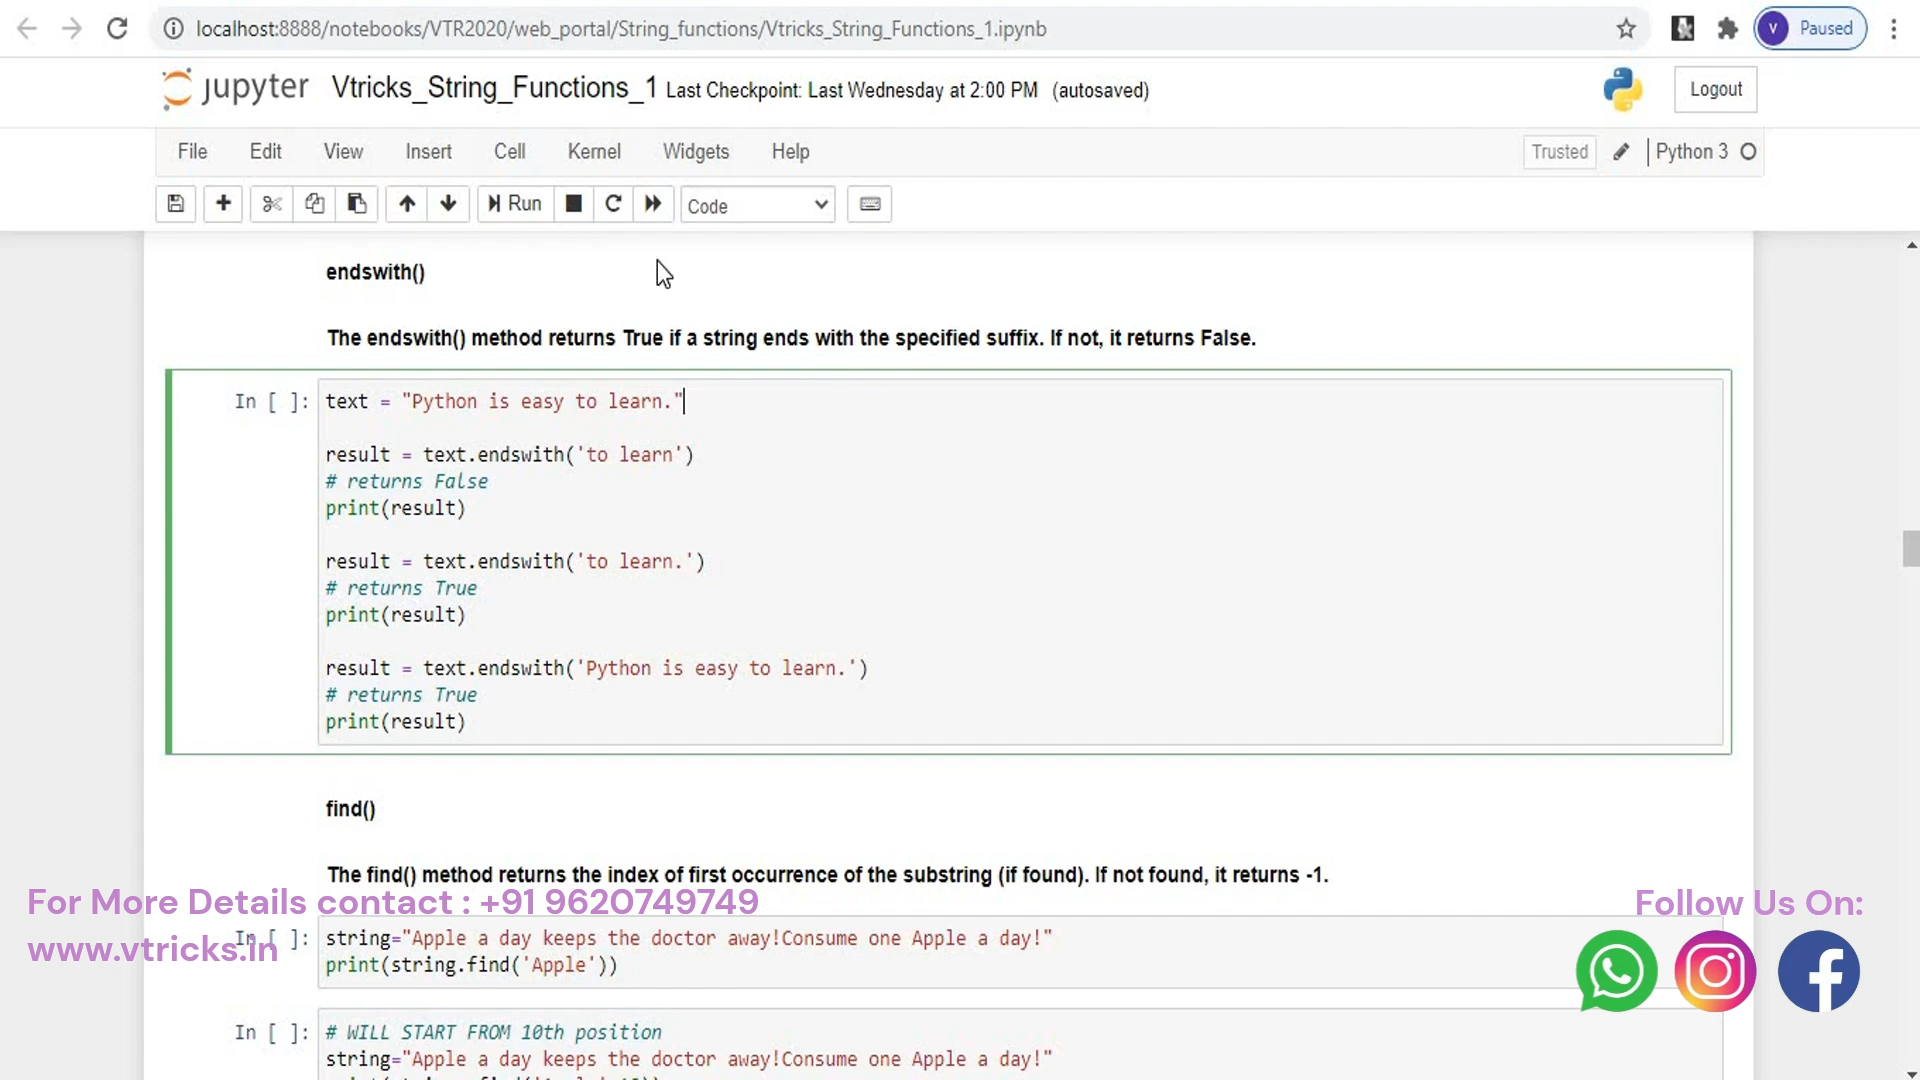 localhost:8888/notebooks/VTR2020/web_portal/String_functions/Vtricks_String_Functions_1.ipynb
V Paused
jupyter Vtricks_String_Functions_1 Last Checkpoint: Last Wednesday at 2:00 PM (autosaved)
Logout
File Edit View Insert Cell Kernel Widgets Help
Trusted Python 3
Run Code
endswith()
The endswith() method returns True if a string ends with the specified suffix. If not, it returns False.
In [ ]: text = "Python is easy to learn."
result = text.endswith('to learn')
# returns False
print(result)
result = text.endswith('to learn.')
# returns True
print(result)
result = text.endswith('Python is easy to learn.')
# returns True
print(result)
find()
The find() method returns the index of first occurrence of the substring (if found). If not found, it returns -1.
For More Details contact : +91 9620749749
Follow Us On:
www.vtricks.in
In [ ]: string="Apple a day keeps the doctor away!Consume one Apple a day!"
print(string.find('Apple'))
In [ ]: # WILL START FROM 10th position
string="Apple a day keeps the doctor away!Consume one Apple a day!"